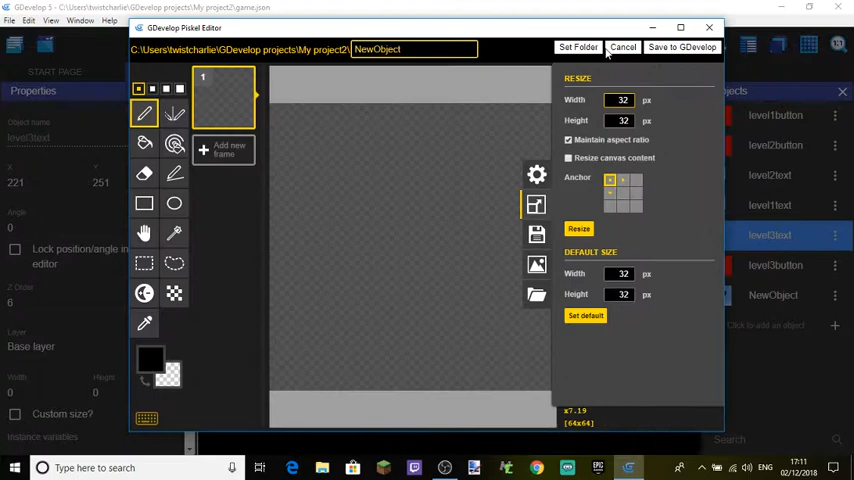 GDevelop 5 - C:\Users\twistcharlie\GDevelop projects\My project2\game.json
File Edit View Window Help
START PAGE
Properties
Object name
level3text
X
Y
221
251
Angle
0
Lock position/angle in
editor
Z Order
6
Layer
Base layer
Width
Height
0
0
Custom size?
Instance variables
GDevelop Piskel Editor
C:\Users\twistcharlie\GDevelop projects\My project2\
NewObject
Set Folder
Cancel
Save to GDevelop
1
Add new
frame
RESIZE
Width 32 px
Height 32 px
Maintain aspect ratio
Resize canvas content
Anchor
Resize
DEFAULT SIZE
Width 32 px
Height 32 px
Set default
x7.19
[64x64]
1:1
jects
level1button
level2button
level2text
level1text
level3text
level3button
NewObject
Click to add an object
Search
Type here to search
EPIC
ENG
17:11
02/12/2018